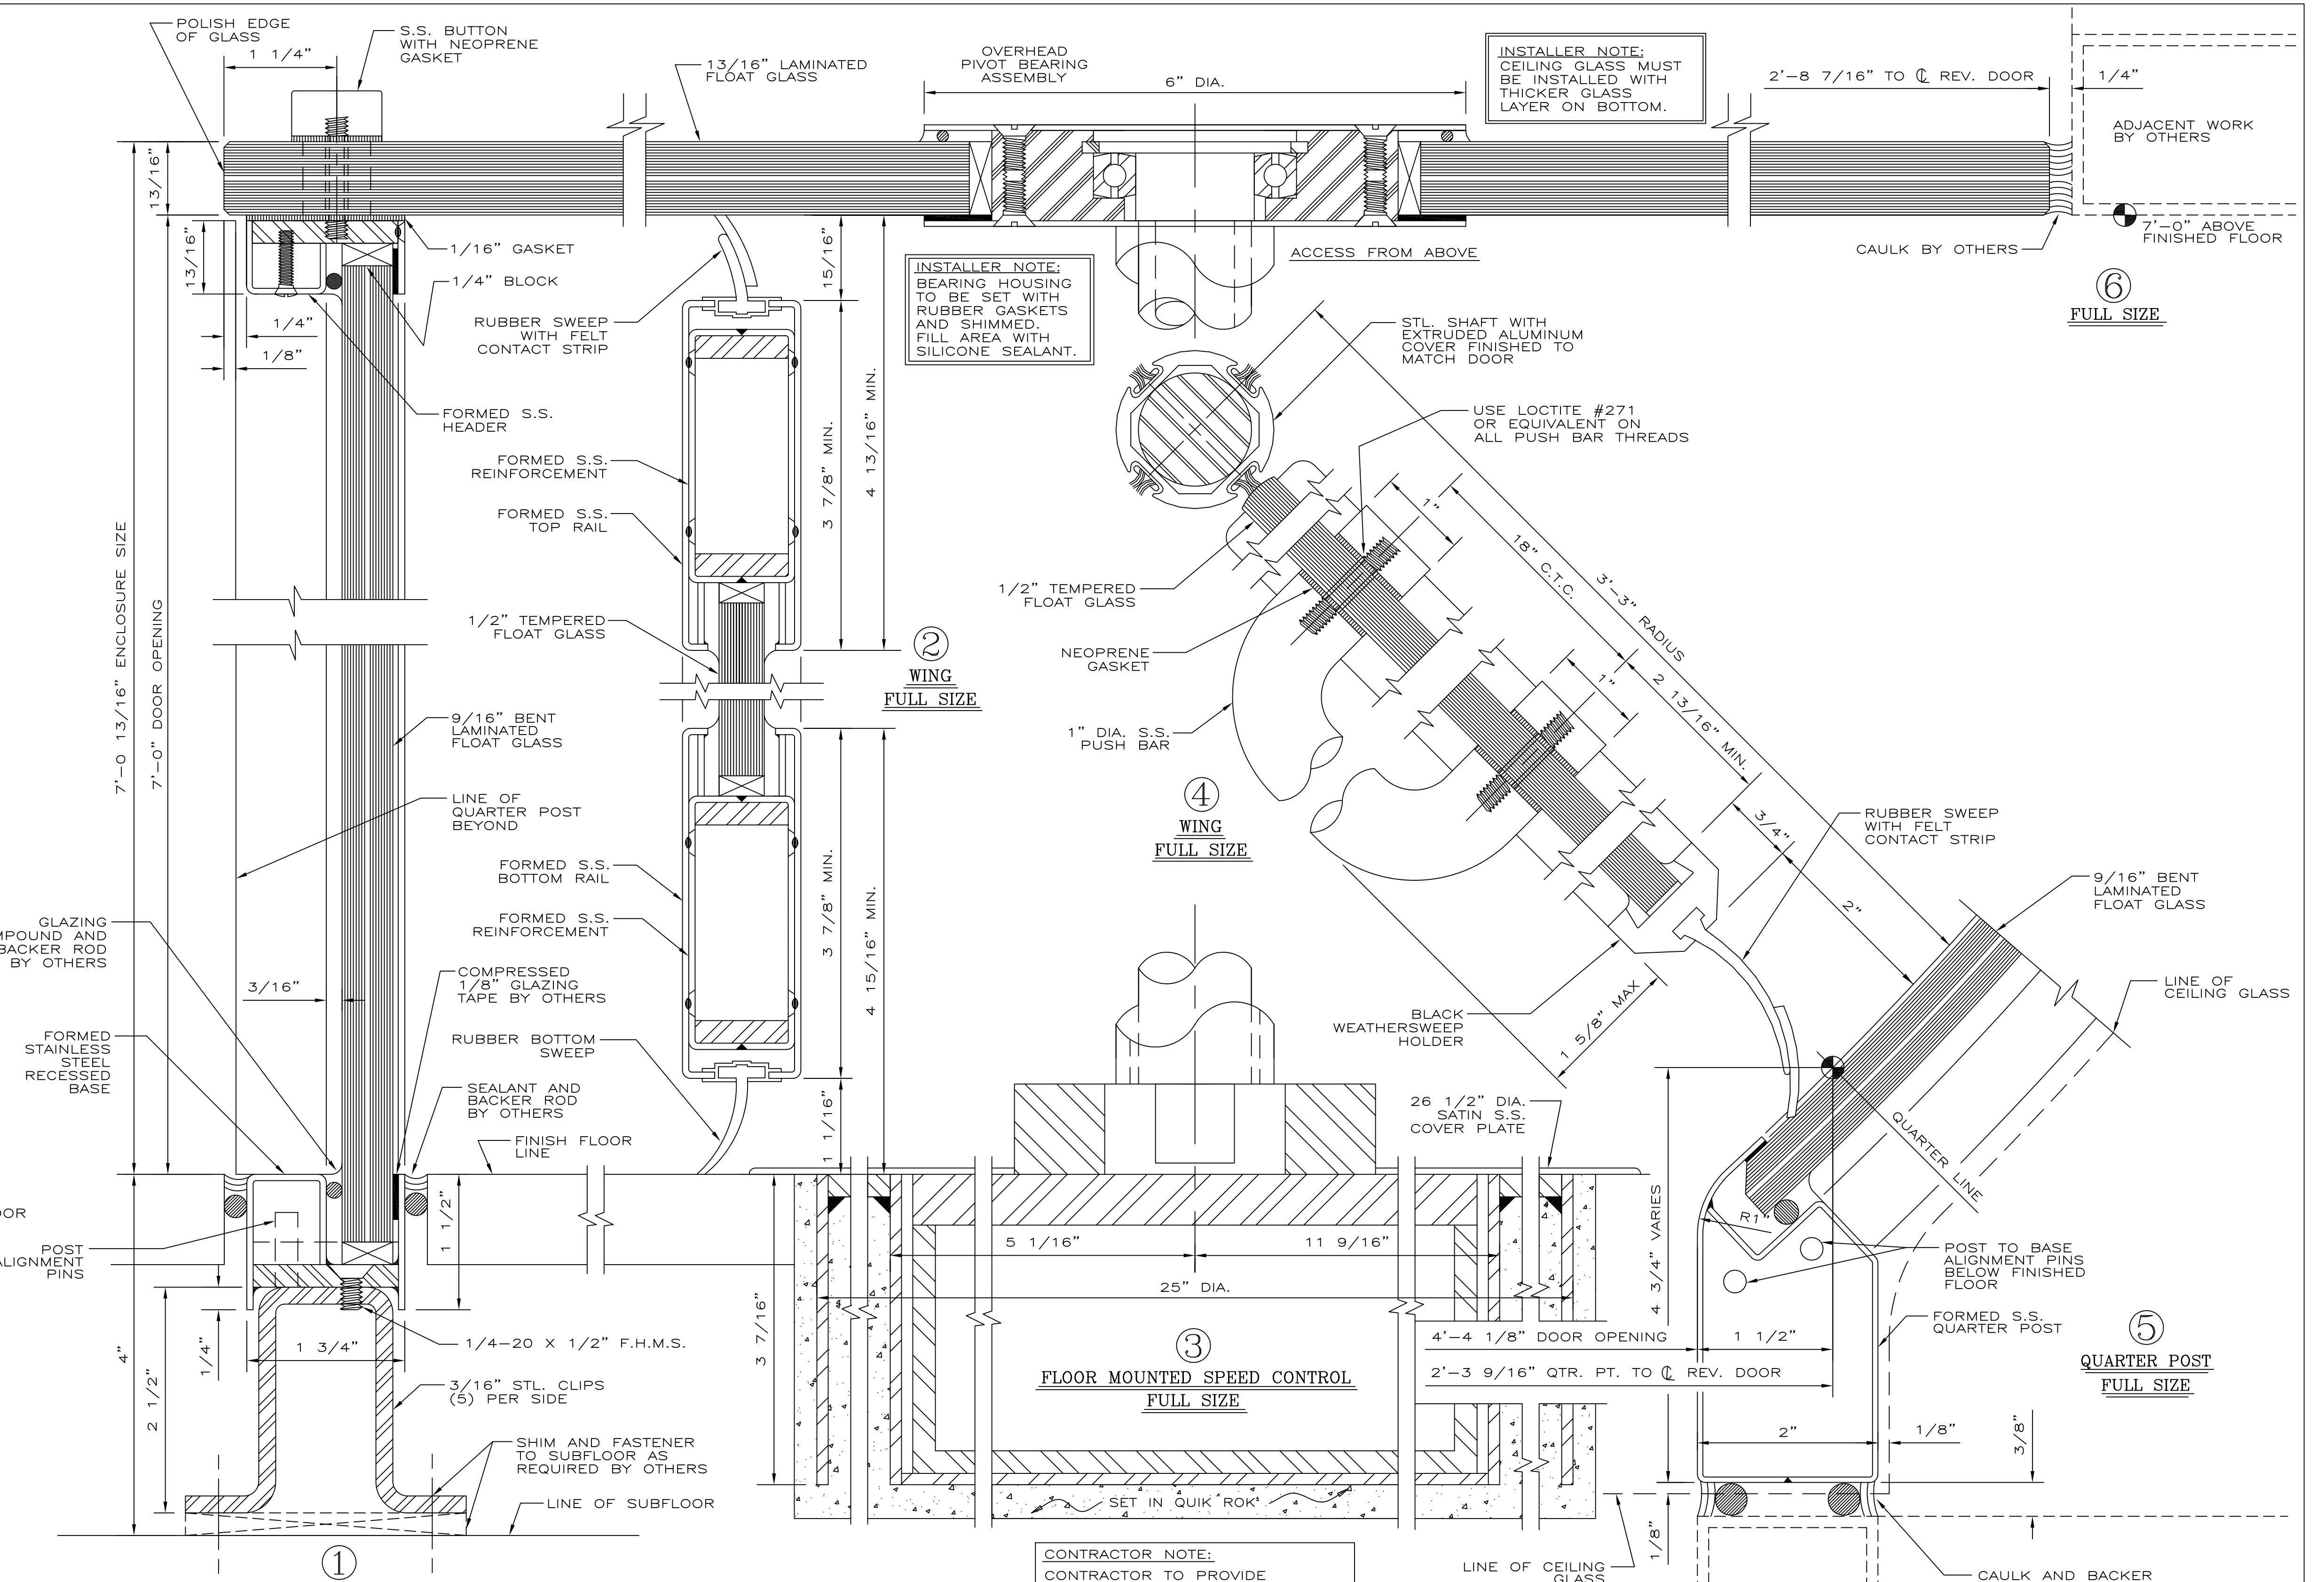 POLISH EDGE
OF GLASS
1 1/4"
S.S. BUTTON
WITH NEOPRENE
GASKET
13/16" LAMINATED
FLOAT GLASS
OVERHEAD
PIVOT BEARING
ASSEMBLY
6" DIA.
INSTALLER NOTE:
CEILING GLASS MUST
BE INSTALLED WITH
THICKER GLASS
LAYER ON BOTTOM.
2'-8 7/16" TO ℄ REV. DOOR
1/4"
ADJACENT WORK
BY OTHERS
7'-0" ABOVE
FINISHED FLOOR
CAULK BY OTHERS
6
FULL SIZE
13/16"
13/16"
1/16" GASKET
1/4" BLOCK
1/4"
1/8"
FORMED S.S.
HEADER
7'-0 13/16" ENCLOSURE SIZE
7'-0" DOOR OPENING
9/16" BENT
LAMINATED
FLOAT GLASS
LINE OF
QUARTER POST
BEYOND
GLAZING
MPOUND AND
BACKER ROD
BY OTHERS
3/16"
COMPRESSED
1/8" GLAZING
TAPE BY OTHERS
FORMED
STAINLESS
STEEL
RECESSED
BASE
SEALANT AND
BACKER ROD
BY OTHERS
FINISH FLOOR
LINE
OOR
POST
ALIGNMENT
PINS
1 1/2"
1/4"
1 3/4"
1/4-20 X 1/2" F.H.M.S.
4"
2 1/2"
3/16" STL. CLIPS
(5) PER SIDE
SHIM AND FASTENER
TO SUBFLOOR AS
REQUIRED BY OTHERS
LINE OF SUBFLOOR
1
RUBBER SWEEP
WITH FELT
CONTACT STRIP
15/16"
FORMED S.S.
REINFORCEMENT
FORMED S.S.
TOP RAIL
3 7/8" MIN.
4 13/16" MIN.
1/2" TEMPERED
FLOAT GLASS
2
WING
FULL SIZE
FORMED S.S.
BOTTOM RAIL
FORMED S.S.
REINFORCEMENT
3 7/8" MIN.
4 15/16" MIN.
RUBBER BOTTOM
SWEEP
1 1/16"
INSTALLER NOTE:
BEARING HOUSING
TO BE SET WITH
RUBBER GASKETS
AND SHIMMED.
FILL AREA WITH
SILICONE SEALANT.
ACCESS FROM ABOVE
STL. SHAFT WITH
EXTRUDED ALUMINUM
COVER FINISHED TO
MATCH DOOR
USE LOCTITE #271
OR EQUIVALENT ON
ALL PUSH BAR THREADS
1"
18" C.T.C.
3'-3" RADIUS
1"
2 13/16" MIN.
3/4"
2"
1/2" TEMPERED
FLOAT GLASS
NEOPRENE
GASKET
1" DIA. S.S.
PUSH BAR
4
WING
FULL SIZE
RUBBER SWEEP
WITH FELT
CONTACT STRIP
9/16" BENT
LAMINATED
FLOAT GLASS
LINE OF
CEILING GLASS
BLACK
WEATHERSWEEP
HOLDER
1 5/8" MAX
26 1/2" DIA.
SATIN S.S.
COVER PLATE
5 1/16"
11 9/16"
25" DIA.
3 7/16"
3
FLOOR MOUNTED SPEED CONTROL
FULL SIZE
SET IN QUIK ROK
CONTRACTOR NOTE:
CONTRACTOR TO PROVIDE
QUARTER LINE
R1"
4 3/4" VARIES
POST TO BASE
ALIGNMENT PINS
BELOW FINISHED
FLOOR
FORMED S.S.
QUARTER POST
4'-4 1/8" DOOR OPENING
1 1/2"
2'-3 9/16" QTR. PT. TO ℄ REV. DOOR
5
QUARTER POST
FULL SIZE
2"
1/8"
3/8"
1/8"
LINE OF CEILING
GLASS
CAULK AND BACKER